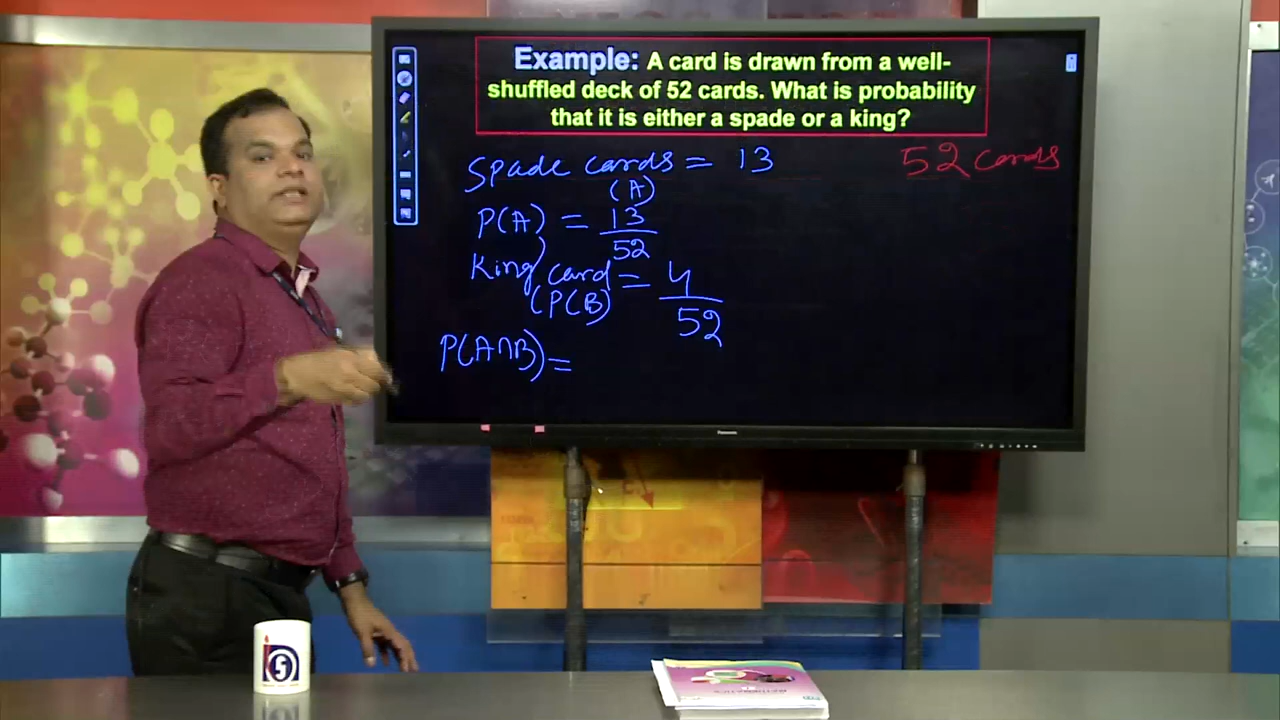 Example: A card is drawn from a well-
shuffled deck of 52 cards. What is probability
that it is either a spade or a king?
Spade cards = 13
52 cards
(A)
P(A) = 13/52
King card = 4/52
(P(B)
P(A∩B) =
Panasonic